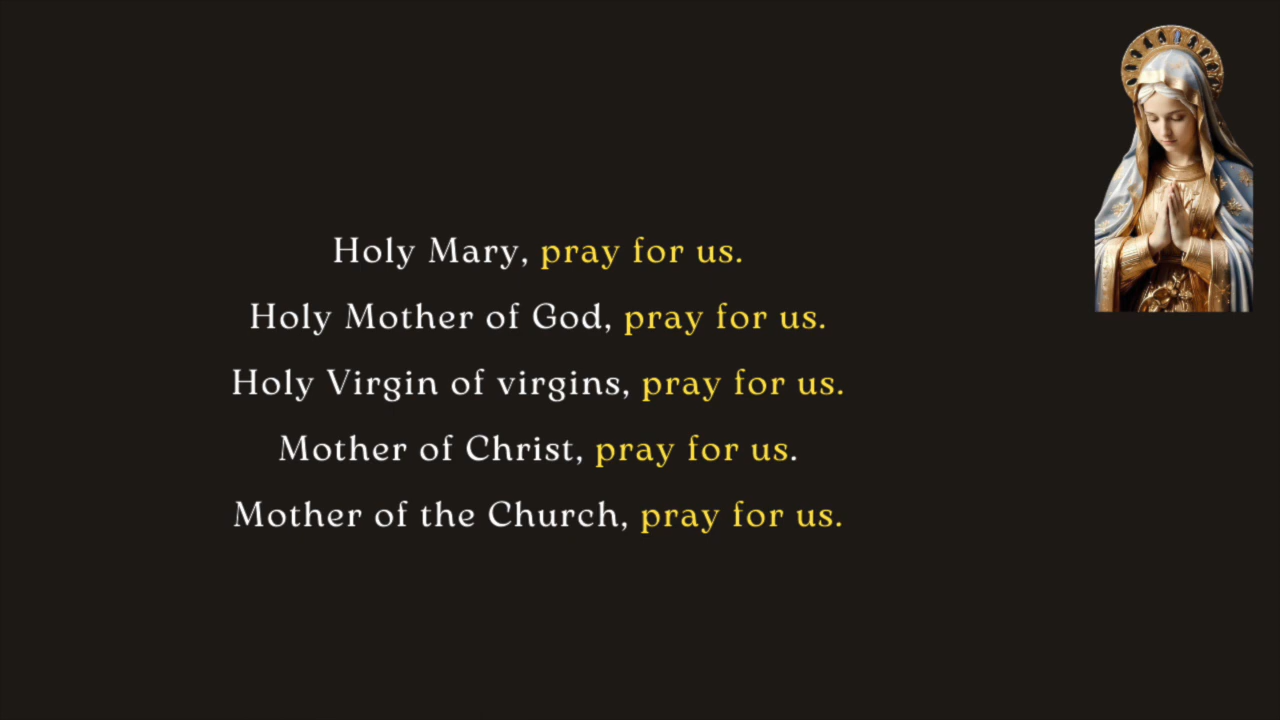 Holy Mary, pray for us.
Holy Mother of God, pray for us.
Holy Virgin of virgins, pray for us.
Mother of Christ, pray for us.
Mother of the Church, pray for us.